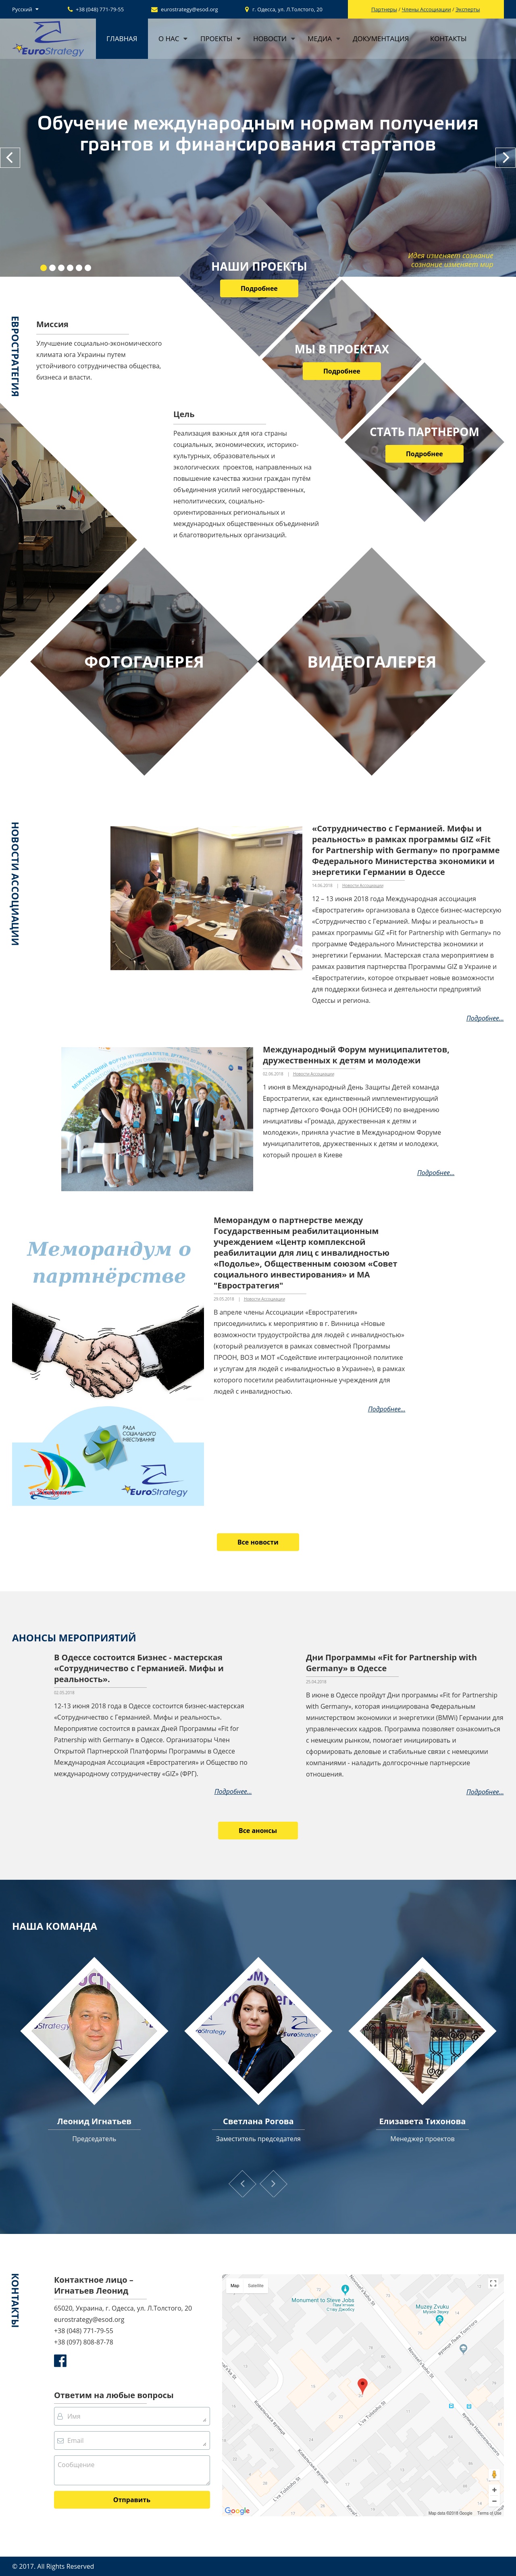 Русский
+38 (048) 771-79-55
eurostrategy@esod.org
г. Одесса, ул. Л.Толстого, 20
Партнеры / Члены Ассоциации / Эксперты
EuroStrategy
ГЛАВНАЯ
О НАС
ПРОЕКТЫ
НОВОСТИ
МЕДИА
ДОКУМЕНТАЦИЯ
КОНТАКТЫ
Обучение международным нормам получения
грантов и финансирования стартапов
Идея изменяет сознание
сознание изменяет мир
НАШИ ПРОЕКТЫ
Подробнее
МЫ В ПРОЕКТАХ
Подробнее
СТАТЬ ПАРТНЕРОМ
Подробнее
ЕВРОСТРАТЕГИЯ
Миссия
Улучшение социально-экономического
климата юга Украины путем
устойчивого сотрудничества общества,
бизнеса и власти.
Цель
Реализация важных для юга страны
социальных, экономических, историко-
культурных, образовательных и
экологических проектов, направленных на
повышение качества жизни граждан путём
объединения усилий негосударственных,
неполитических, социально-
ориентированных региональных и
международных общественных объединений
и благотворительных организаций.
ФОТОГАЛЕРЕЯ
ВИДЕОГАЛЕРЕЯ
НОВОСТИ АССОЦИАЦИИ
«Сотрудничество с Германией. Мифы и
реальность» в рамках программы GIZ «Fit
for Partnership with Germany» по программе
Федерального Министерства экономики и
энергетики Германии в Одессе
14.06.2018 | Новости Ассоциации
12 – 13 июня 2018 года Международная ассоциация
«Евростратегия» организовала в Одессе бизнес-мастерскую
«Сотрудничество с Германией. Мифы и реальность» в
рамках программы GIZ «Fit for Partnership with Germany» по
программе Федерального Министерства экономики и
энергетики Германии. Мастерская стала мероприятием в
рамках развития партнерства Программы GIZ в Украине и
«Евростратегии», которое открывает новые возможности
для поддержки бизнеса и деятельности предприятий
Одессы и региона.
Подробнее...
Международный Форум муниципалитетов,
дружественных к детям и молодежи
02.06.2018 | Новости Ассоциации
1 июня в Международный День Защиты Детей команда
Евростратегии, как единственный имплементирующий
партнер Детского Фонда ООН (ЮНИСЕФ) по внедрению
инициативы «Громада, дружественная к детям и
молодежи», приняла участие в Международном Форуме
муниципалитетов, дружественных к детям и молодежи,
который прошел в Киеве
Подробнее...
Меморандум о
партнёрстве
РАДА
СОЦІАЛЬНОГО
ІНВЕСТУВАННЯ
EuroStrategy
Меморандум о партнерстве между
Государственным реабилитационным
учреждением «Центр комплексной
реабилитации для лиц с инвалидностью
«Подолье», Общественным союзом «Совет
социального инвестирования» и МА
"Евростратегия"
29.05.2018 | Новости Ассоциации
В апреле члены Ассоциации «Евростратегия»
присоединились к мероприятию в г. Винница «Новые
возможности трудоустройства для людей с инвалидностью»
(который реализуется в рамках совместной Программы
ПРООН, ВОЗ и МОТ «Содействие интеграционной политике
и услугам для людей с инвалидностью в Украине»), в рамках
которого посетили реабилитационные учреждения для
людей с инвалидностью.
Подробнее...
Все новости
АНОНСЫ МЕРОПРИЯТИЙ
В Одессе состоится Бизнес - мастерская
«Сотрудничество с Германией. Мифы и
реальность».
02.05.2018
12-13 июня 2018 года в Одессе состоится бизнес-мастерская
«Сотрудничество с Германией. Мифы и реальность».
Мероприятие состоится в рамках Дней Программы «Fit for
Patnership with Germany» в Одессе. Организаторы Член
Открытой Партнерской Платформы Программы в Одессе
Международная Ассоциация «Евростратегия» и Общество по
международному сотрудничеству «GIZ» (ФРГ).
Подробнее...
Дни Программы «Fit for Partnership with
Germany» в Одессе
25.04.2018
В июне в Одессе пройдут Дни программы «Fit for Partnership
with Germany», которая инициирована Федеральным
министерством экономики и энергетики (BMWi) Германии для
управленческих кадров. Программа позволяет ознакомиться
с немецким рынком, помогает инициировать и
сформировать деловые и стабильные связи с немецкими
компаниями - наладить долгосрочные партнерские
отношения.
Подробнее...
Все анонсы
НАША КОМАНДА
Леонид Игнатьев
Председатель
Светлана Рогова
Заместитель председателя
Елизавета Тихонова
Менеджер проектов
КОНТАКТЫ
Контактное лицо –
Игнатьев Леонид
65020, Украина, г. Одесса, ул. Л.Толстого, 20
eurostrategy@esod.org
+38 (048) 771-79-55
+38 (097) 808-87-78
Ответим на любые вопросы
Имя
Email
Сообщение
Отправить
Map
Satellite
Monument to Steve Jobs
Muzey Zvuku
Google
Map data ©2018 Google
Terms of Use
© 2017. All Rights Reserved